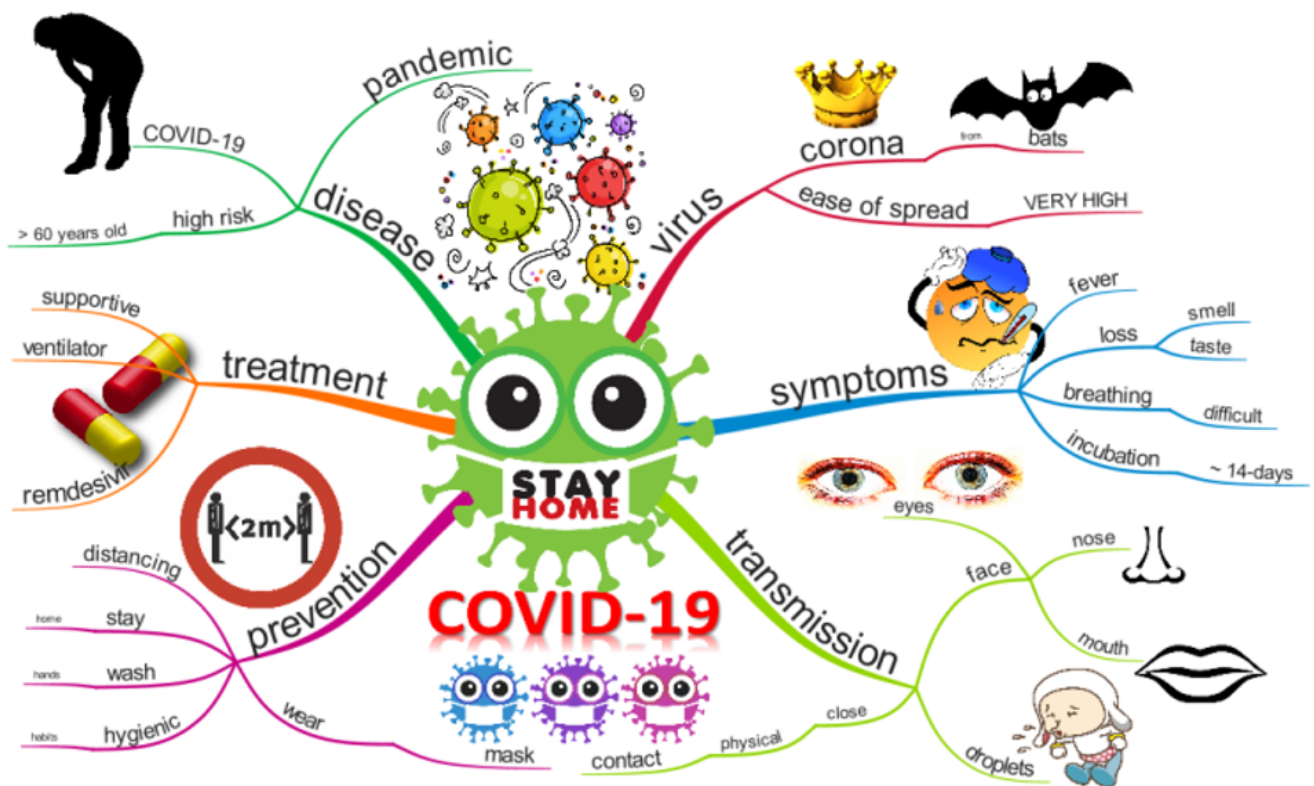 pandemic
COVID-19
disease
high risk
> 60 years old
corona
from
bats
virus
ease of spread
VERY HIGH
symptoms
fever
loss
smell
taste
breathing
difficult
incubation
~ 14-days
treatment
supportive
ventilator
remdesivir
STAY
HOME
COVID-19
<2m>
prevention
distancing
stay
home
wash
hands
hygienic
habits
wear
mask
transmission
face
eyes
nose
mouth
droplets
close
physical
contact